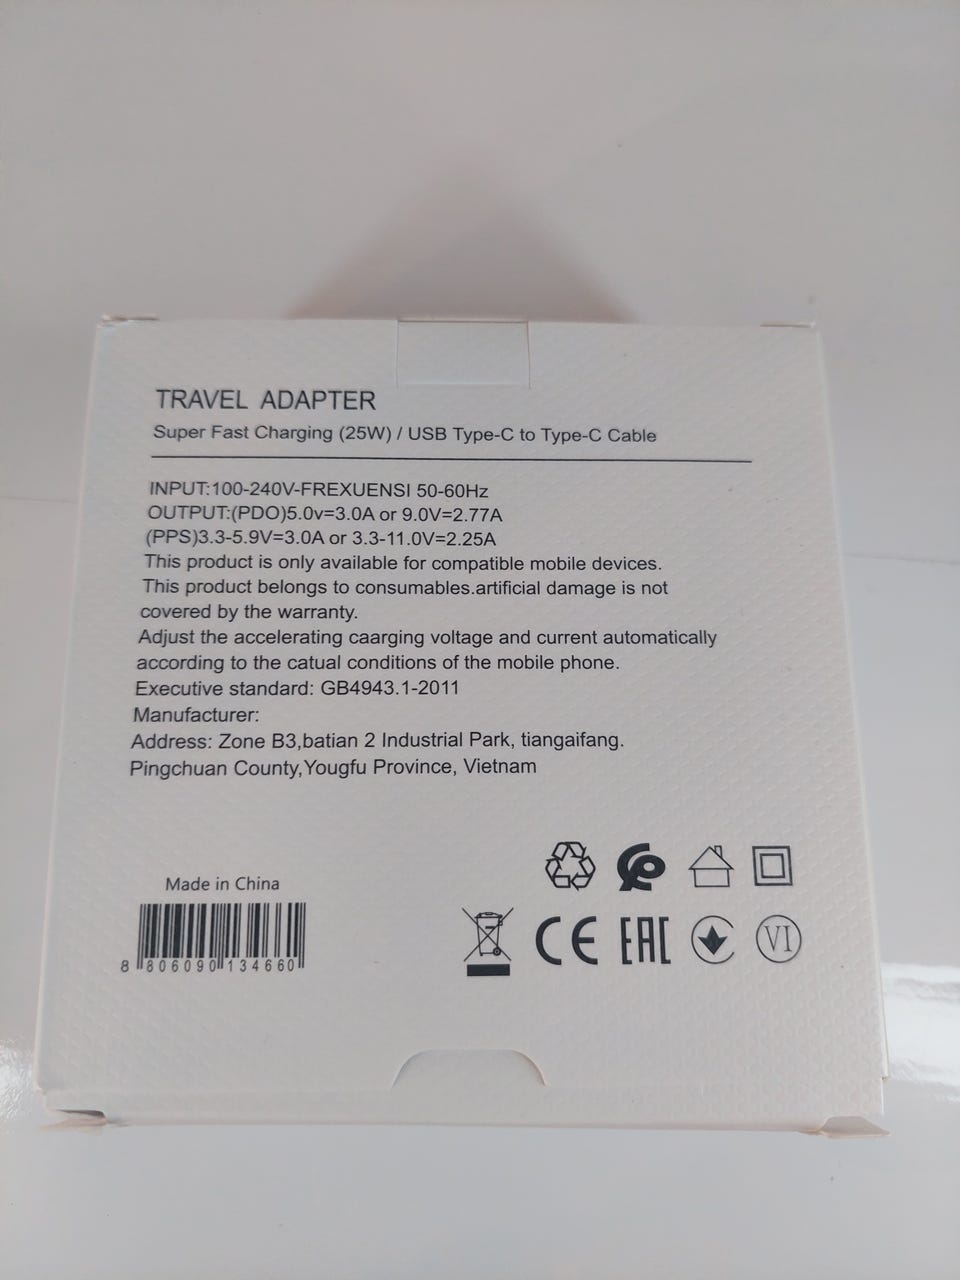 TRAVEL ADAPTER
Super Fast Charging (25W) / USB Type-C to Type-C Cable
INPUT:100-240V-FREXUENSI 50-60Hz
OUTPUT:(PDO)5.0v=3.0A or 9.0V=2.77A
(PPS)3.3-5.9V=3.0A or 3.3-11.0V=2.25A
This product is only available for compatible mobile devices.
This product belongs to consumables.artificial damage is not
covered by the warranty.
Adjust the accelerating caarging voltage and current automatically
according to the catual conditions of the mobile phone.
Executive standard: GB4943.1-2011
Manufacturer:
Address: Zone B3,batian 2 Industrial Park, tiangaifang.
Pingchuan County,Yougfu Province, Vietnam
Made in China
8 806090 134660
CE EAC VI